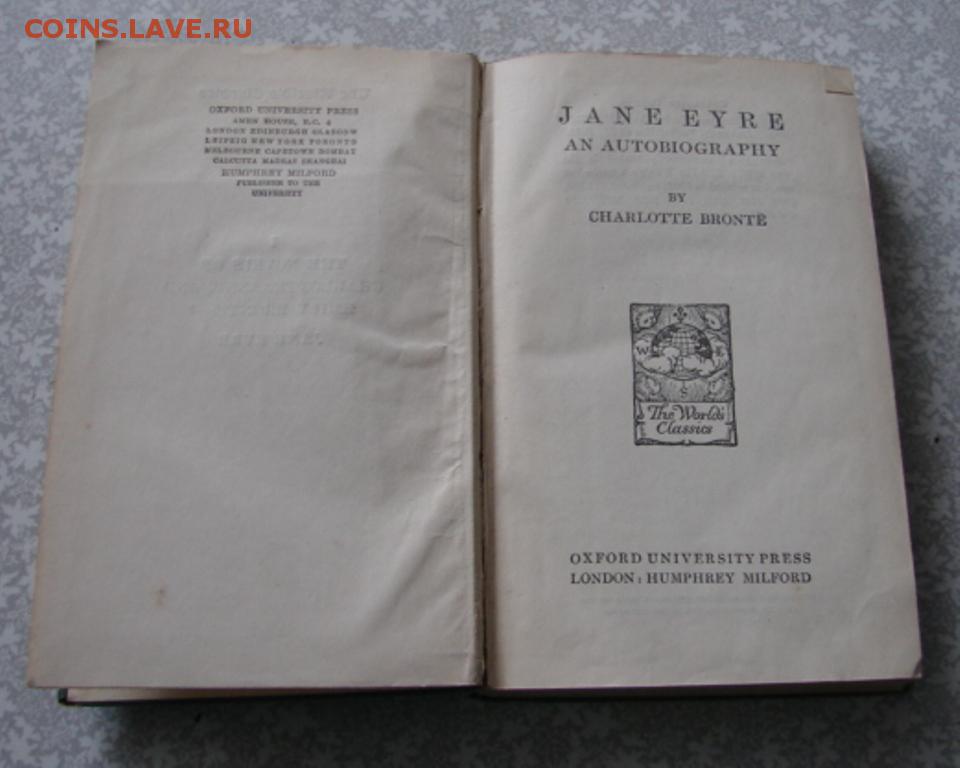 COINS.LAVE.RU
OXFORD UNIVERSITY PRESS
AMEN HOUSE, E.C. 4
LONDON EDINBURGH GLASGOW
LEIPZIG NEW YORK TORONTO
MELBOURNE CAPETOWN BOMBAY
CALCUTTA MADRAS SHANGHAI
HUMPHREY MILFORD
PUBLISHER TO THE
UNIVERSITY
JANE EYRE
AN AUTOBIOGRAPHY
BY
CHARLOTTE BRONTË
W
S
The World's
Classics
OXFORD UNIVERSITY PRESS
LONDON: HUMPHREY MILFORD